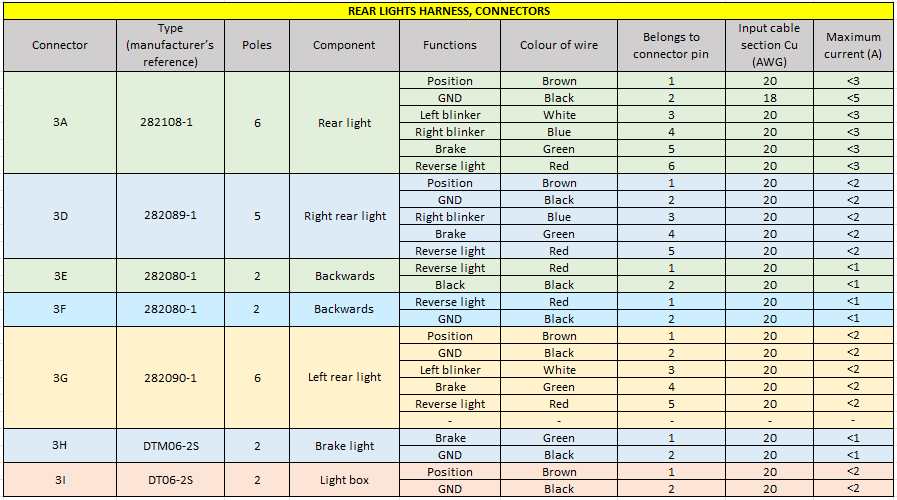 REAR LIGHTS HARNESS, CONNECTORS
Connector Type (manufacturer's reference) Poles Component Functions Colour of wire Belongs to connector pin Input cable section Cu (AWG) Maximum current (A)
3A 282108-1 6 Rear light Position Brown 1 20 <3
GND Black 2 18 <5
Left blinker White 3 20 <3
Right blinker Blue 4 20 <3
Brake Green 5 20 <3
Reverse light Red 6 20 <3
3D 282089-1 5 Right rear light Position Brown 1 20 <2
GND Black 2 20 <2
Right blinker Blue 3 20 <2
Brake Green 4 20 <2
Reverse light Red 5 20 <2
3E 282080-1 2 Backwards Reverse light Red 1 20 <1
Black Black 2 20 <1
3F 282080-1 2 Backwards Reverse light Red 1 20 <1
GND Black 2 20 <1
3G 282090-1 6 Left rear light Position Brown 1 20 <2
GND Black 2 20 <2
Left blinker White 3 20 <2
Brake Green 4 20 <2
Reverse light Red 5 20 <2
- - - - -
3H DTM06-2S 2 Brake light Brake Green 1 20 <1
GND Black 2 20 <1
3I DT06-2S 2 Light box Position Brown 1 20 <2
GND Black 2 20 <2